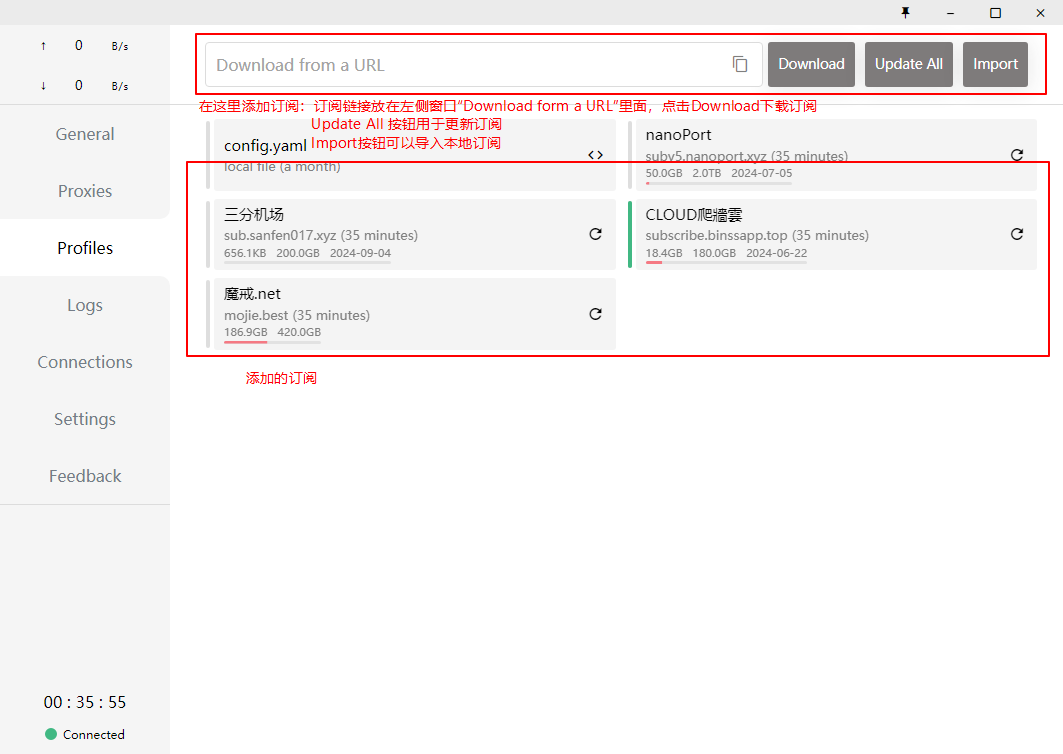 ↑ 0 B/s
↓ 0 B/s
General
Proxies
Profiles
Logs
Connections
Settings
Feedback
00 : 35 : 55
Connected
Download from a URL
Download
Update All
Import
在这里添加订阅：订阅链接放在左侧窗口“Download form a URL”里面，点击Download下载订阅
Update All 按钮用于更新订阅
Import按钮可以导入本地订阅
config.yaml
local file (a month)
nanoPort
subv5.nanoport.xyz (35 minutes)
50.0GB 2.0TB 2024-07-05
三分机场
sub.sanfen017.xyz (35 minutes)
656.1KB 200.0GB 2024-09-04
CLOUD爬牆雲
subscribe.binssapp.top (35 minutes)
18.4GB 180.0GB 2024-06-22
魔戒.net
mojie.best (35 minutes)
186.9GB 420.0GB
添加的订阅